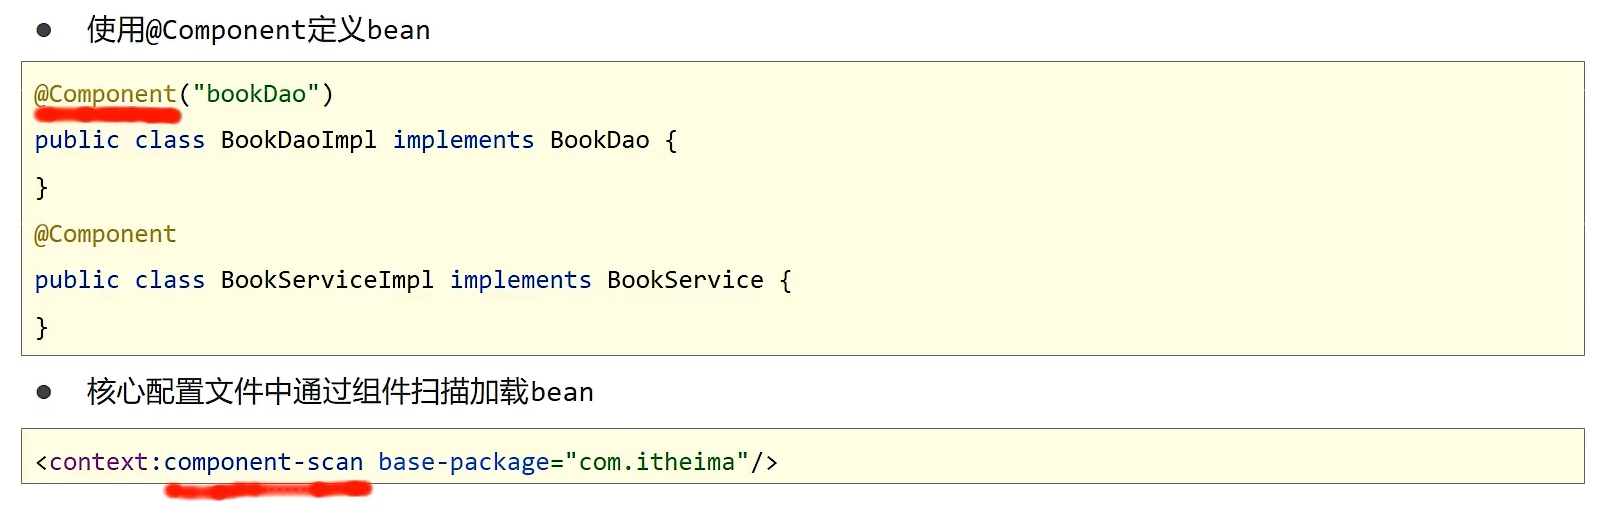 使用@Component定义bean
@Component("bookDao")
public class BookDaoImpl implements BookDao {
}
@Component
public class BookServiceImpl implements BookService {
}
核心配置文件中通过组件扫描加载bean
<context:component-scan base-package="com.itheima"/>